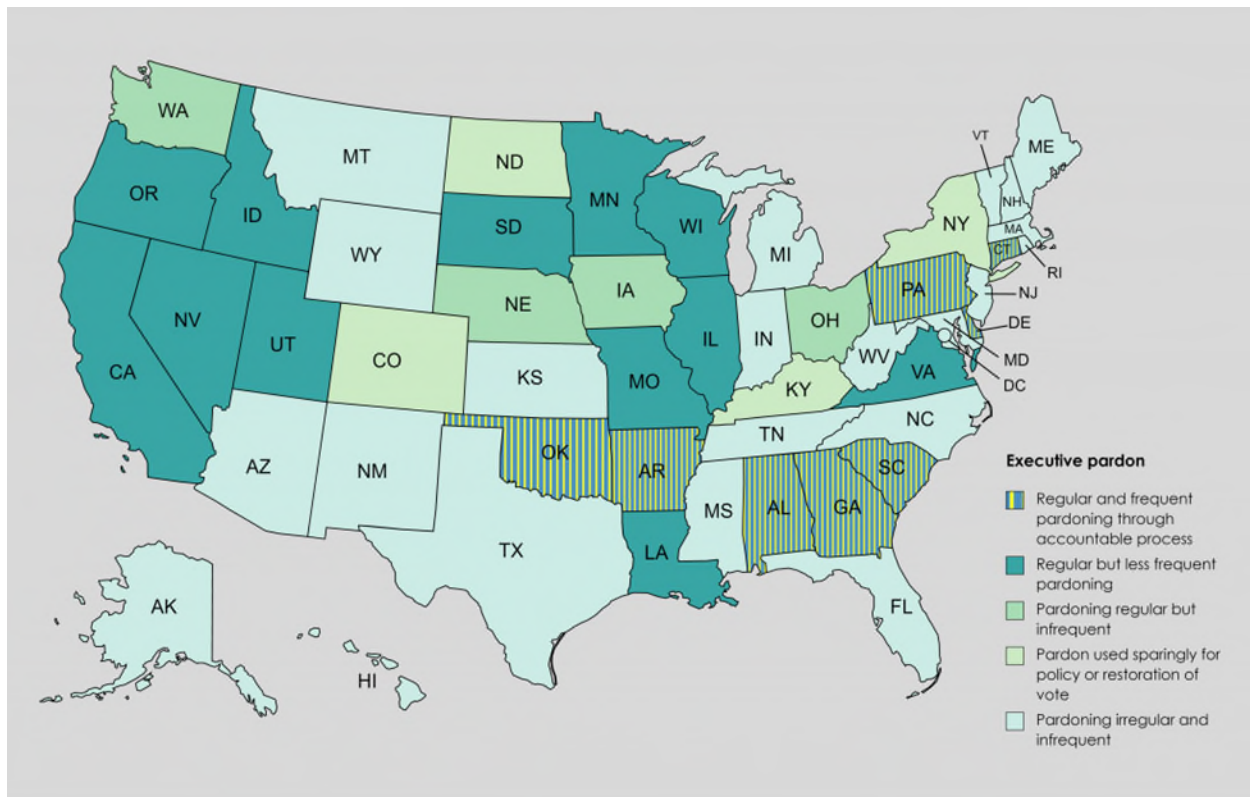 WA
MT
ND
MN
VT
ME
OR
ID
SD
WI
NH
NY
MA
CT
RI
WY
MI
IA
NE
PA
NJ
NV
UT
CO
IL
IN
OH
DE
MD
DC
WV
VA
CA
KS
MO
KY
NC
TN
AZ
NM
OK
AR
SC
MS
AL
GA
TX
LA
FL
AK
HI
Executive pardon
Regular and frequent
pardoning through
accountable process
Regular but less frequent
pardoning
Pardoning regular but
infrequent
Pardon used sparingly for
policy or restoration of
vote
Pardoning irregular and
infrequent